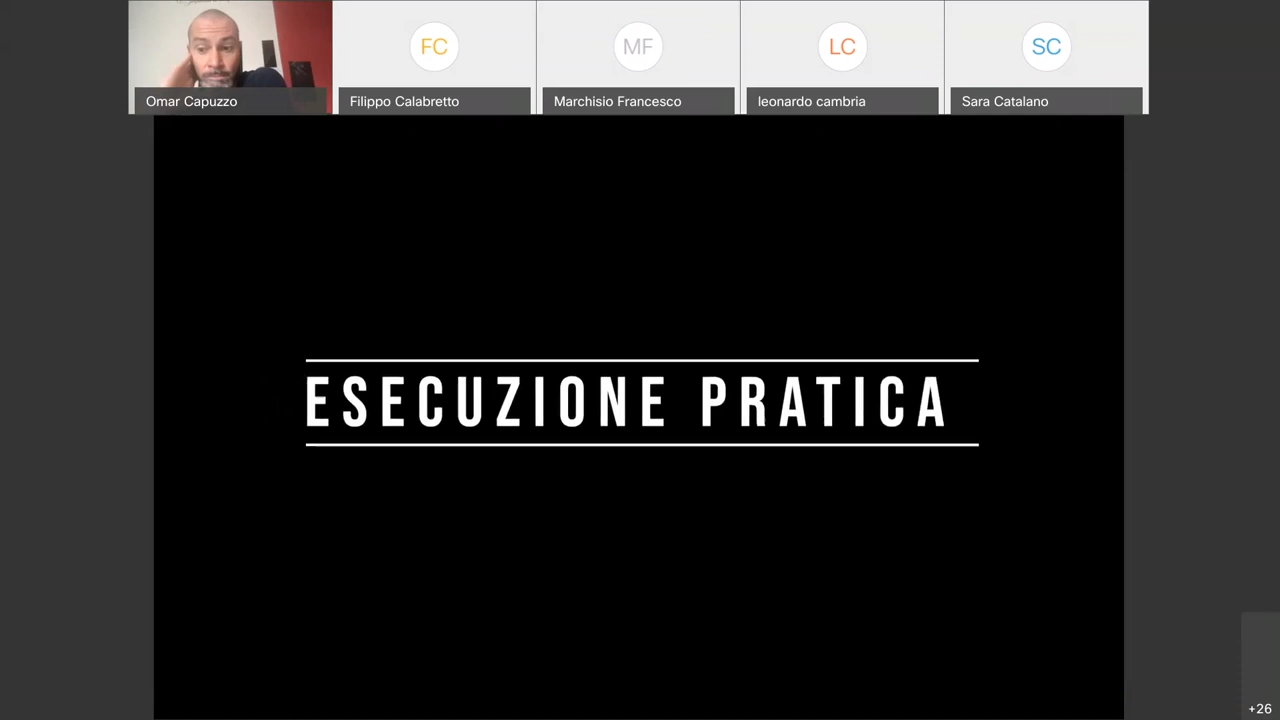 FC
MF
LC
SC
Omar Capuzzo
Filippo Calabretto
Marchisio Francesco
leonardo cambria
Sara Catalano
ESECUZIONE PRATICA
+26